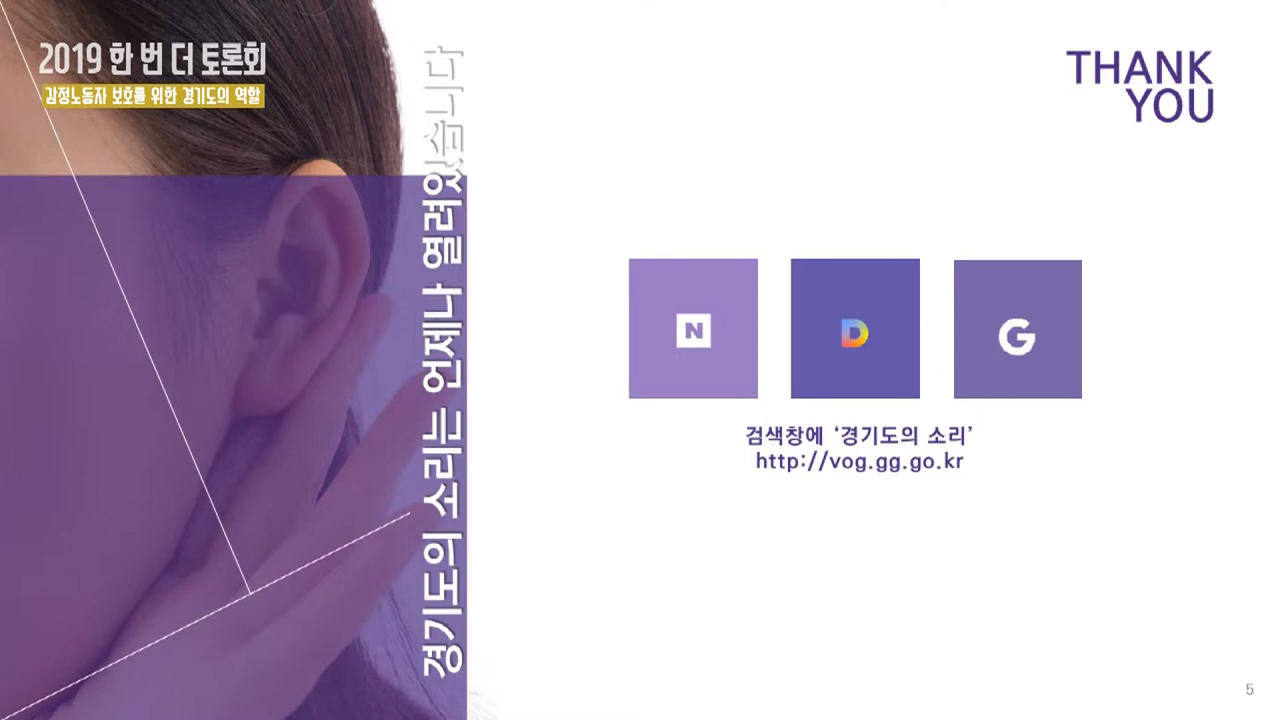 2019 한 번 더 토론회
감정노동자 보호를 위한 경기도의 역할
경기도의 소리는 언제나 열려있습니다
THANK
YOU
N
D
G
검색창에 ‘경기도의 소리’
http://vog.gg.go.kr
5